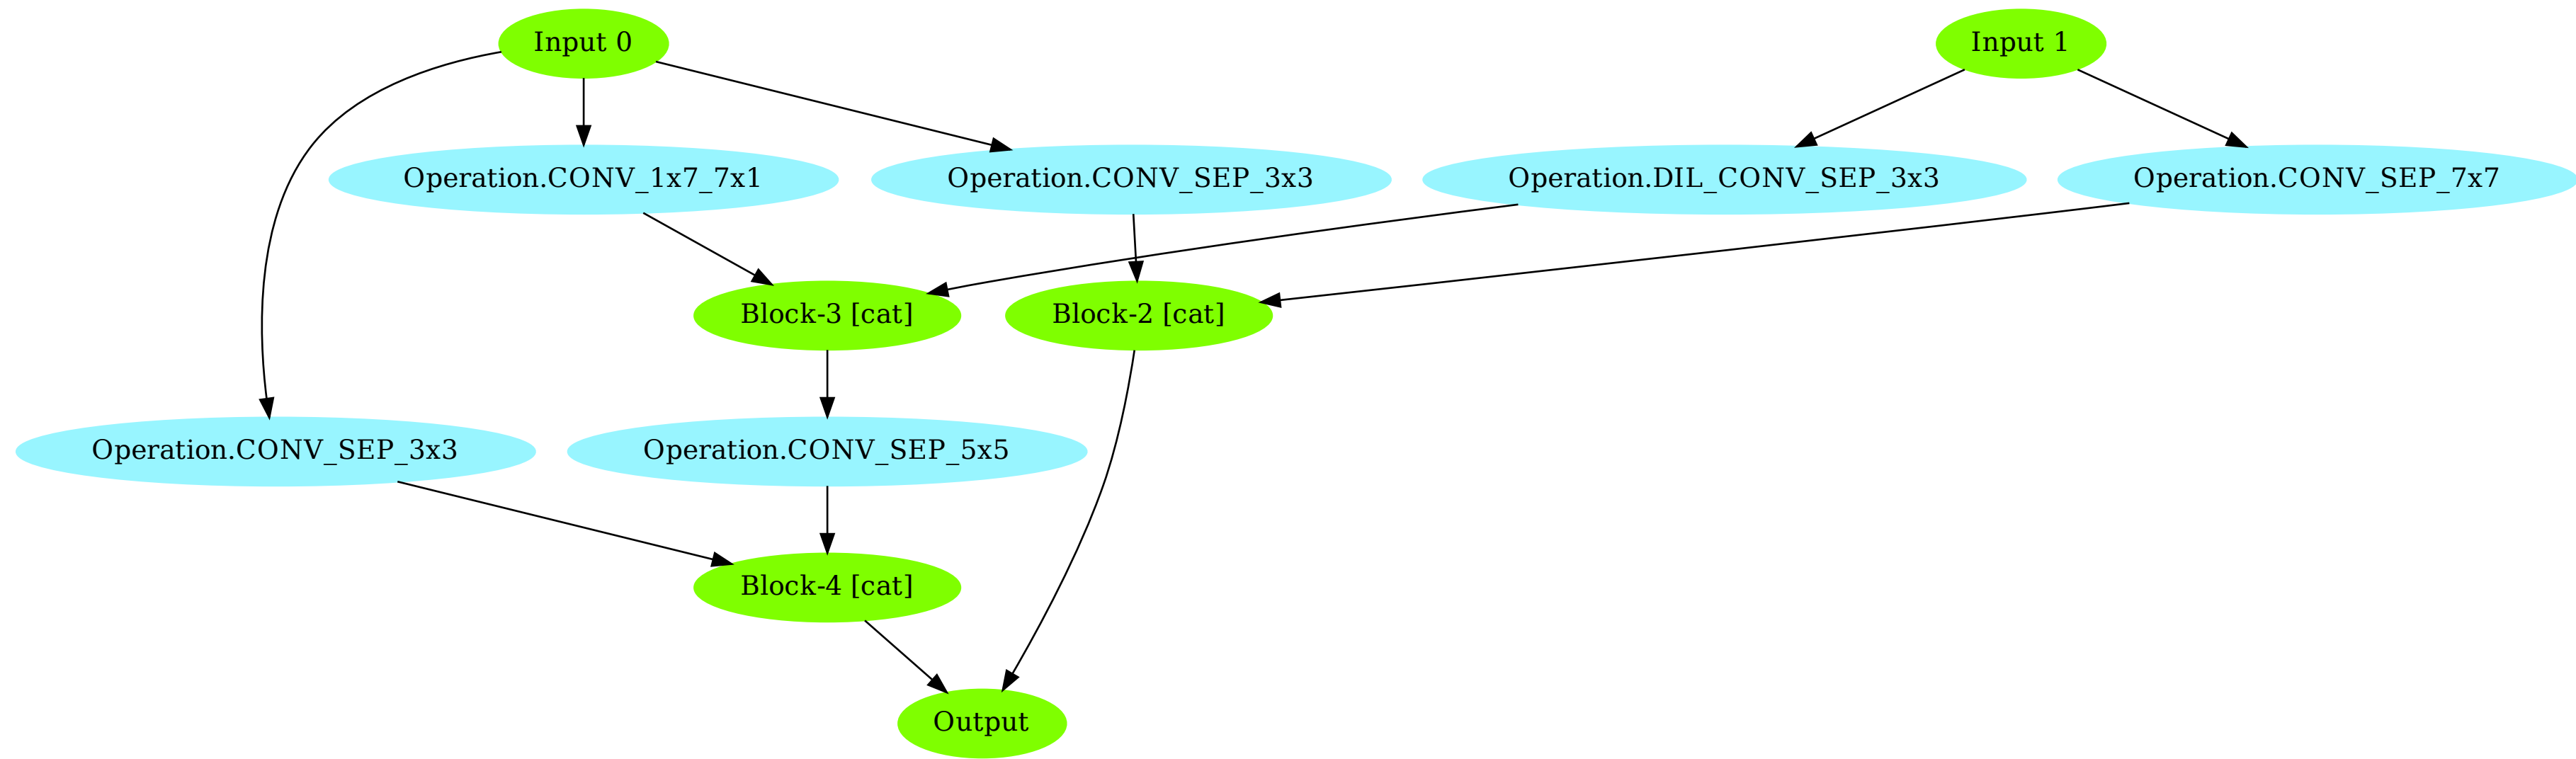 Input 0
Input 1
Operation.CONV_1x7_7x1
Operation.CONV_SEP_3x3
Operation.DIL_CONV_SEP_3x3
Operation.CONV_SEP_7x7
Block-3 [cat]
Block-2 [cat]
Operation.CONV_SEP_3x3
Operation.CONV_SEP_5x5
Block-4 [cat]
Output